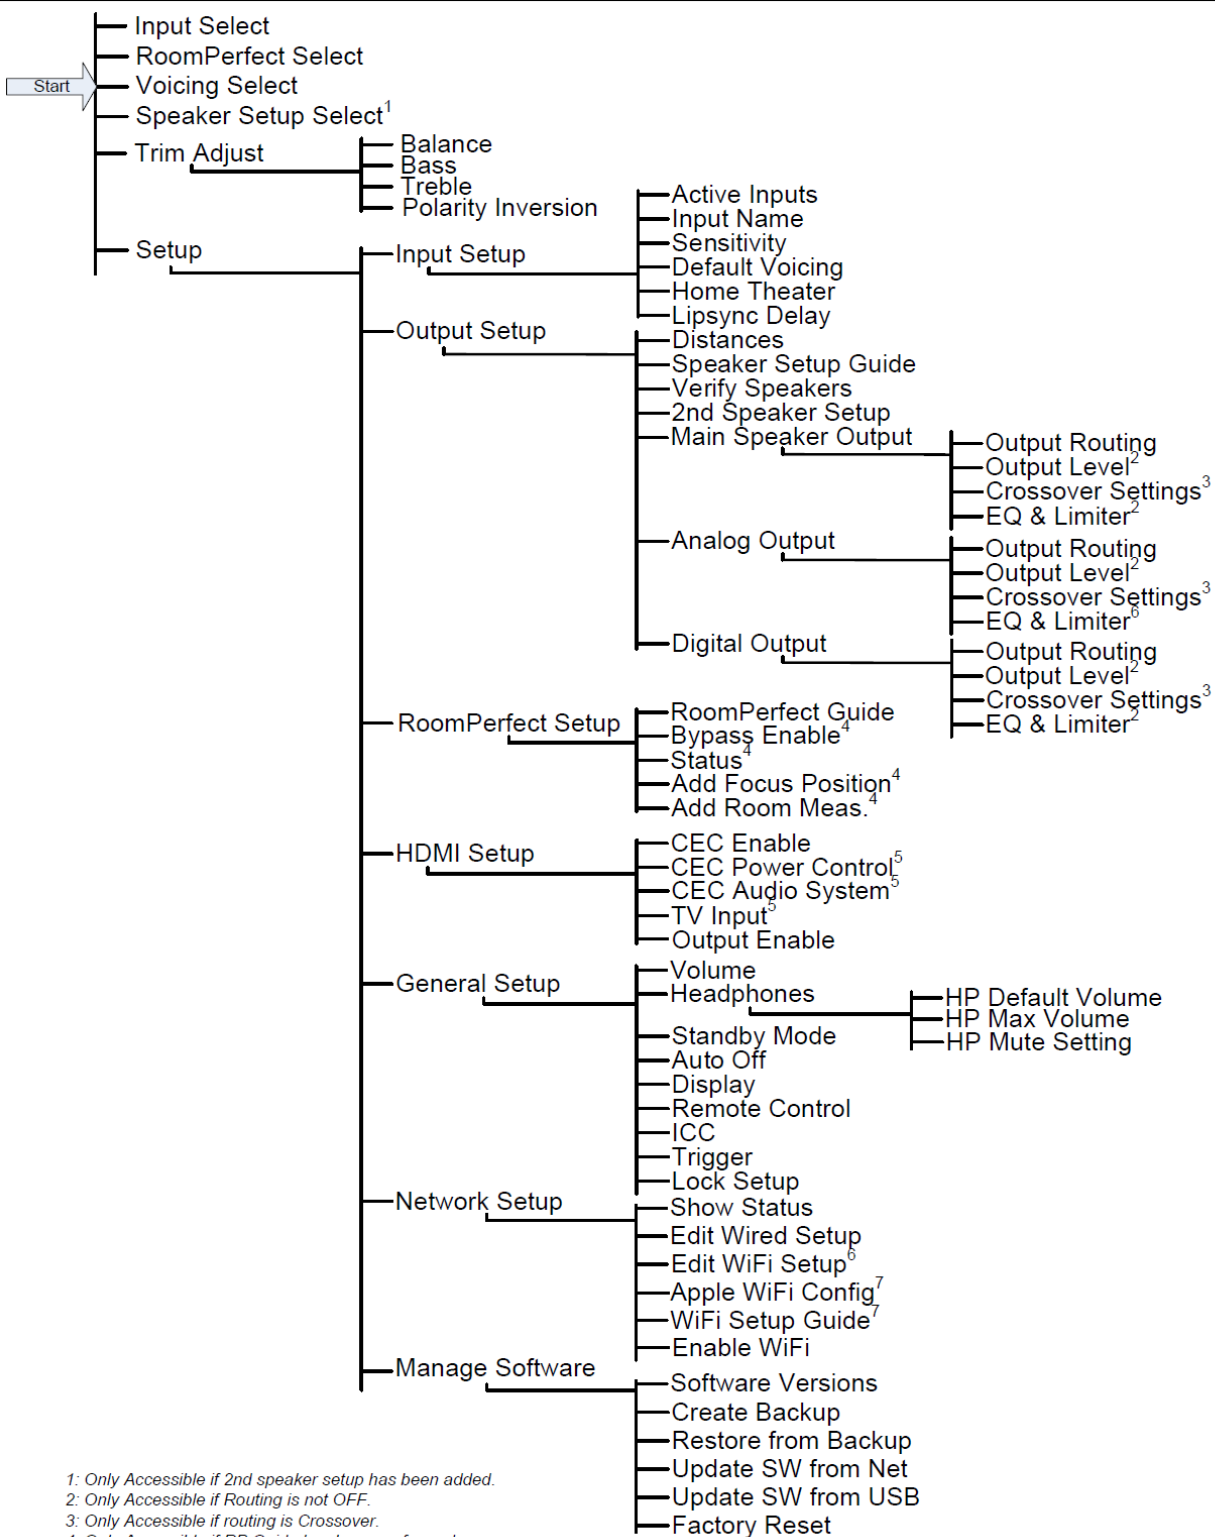 Input Select
RoomPerfect Select
Start
Voicing Select
Speaker Setup Select1
Trim Adjust
Balance
Bass
Treble
Polarity Inversion
Setup
Input Setup
Active Inputs
Input Name
Sensitivity
Default Voicing
Home Theater
Lipsync Delay
Output Setup
Distances
Speaker Setup Guide
Verify Speakers
2nd Speaker Setup
Main Speaker Output
Output Routing
Output Level2
Crossover Settings3
EQ & Limiter2
Analog Output
Output Routing
Output Level2
Crossover Settings3
EQ & Limiter6
Digital Output
Output Routing
Output Level2
Crossover Settings3
EQ & Limiter2
RoomPerfect Setup
RoomPerfect Guide
Bypass Enable4
Status4
Add Focus Position4
Add Room Meas.4
HDMI Setup
CEC Enable
CEC Power Control5
CEC Audio System5
TV Input5
Output Enable
General Setup
Volume
Headphones
HP Default Volume
HP Max Volume
HP Mute Setting
Standby Mode
Auto Off
Display
Remote Control
ICC
Trigger
Lock Setup
Network Setup
Show Status
Edit Wired Setup
Edit WiFi Setup6
Apple WiFi Config7
WiFi Setup Guide7
Enable WiFi
Manage Software
Software Versions
Create Backup
Restore from Backup
Update SW from Net
Update SW from USB
Factory Reset
1: Only Accessible if 2nd speaker setup has been added.
2: Only Accessible if Routing is not OFF.
3: Only Accessible if routing is Crossover.